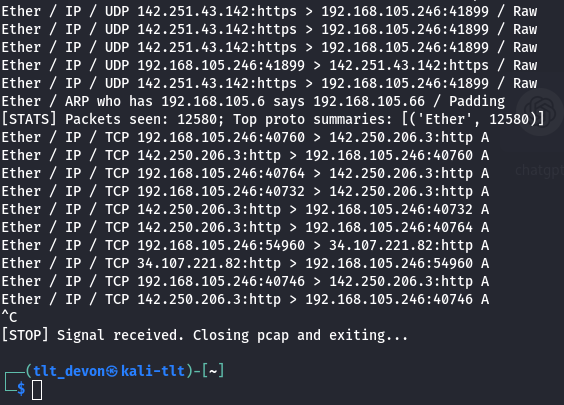 Ether / IP / UDP 142.251.43.142:https > 192.168.105.246:41899 / Raw
Ether / IP / UDP 142.251.43.142:https > 192.168.105.246:41899 / Raw
Ether / IP / UDP 142.251.43.142:https > 192.168.105.246:41899 / Raw
Ether / IP / UDP 192.168.105.246:41899 > 142.251.43.142:https / Raw
Ether / IP / UDP 142.251.43.142:https > 192.168.105.246:41899 / Raw
Ether / ARP who has 192.168.105.6 says 192.168.105.66 / Padding
[STATS] Packets seen: 12580; Top proto summaries: [('Ether', 12580)]
Ether / IP / TCP 192.168.105.246:40760 > 142.250.206.3:http A
Ether / IP / TCP 142.250.206.3:http > 192.168.105.246:40760 A
Ether / IP / TCP 192.168.105.246:40764 > 142.250.206.3:http A
Ether / IP / TCP 192.168.105.246:40732 > 142.250.206.3:http A
Ether / IP / TCP 142.250.206.3:http > 192.168.105.246:40732 A
Ether / IP / TCP 142.250.206.3:http > 192.168.105.246:40764 A
Ether / IP / TCP 192.168.105.246:54960 > 34.107.221.82:http A
Ether / IP / TCP 34.107.221.82:http > 192.168.105.246:54960 A
Ether / IP / TCP 192.168.105.246:40746 > 142.250.206.3:http A
Ether / IP / TCP 142.250.206.3:http > 192.168.105.246:40746 A
^C
[STOP] Signal received. Closing pcap and exiting...
(tlt_devon㉿kali-tlt)-[~]
$
chatgpt